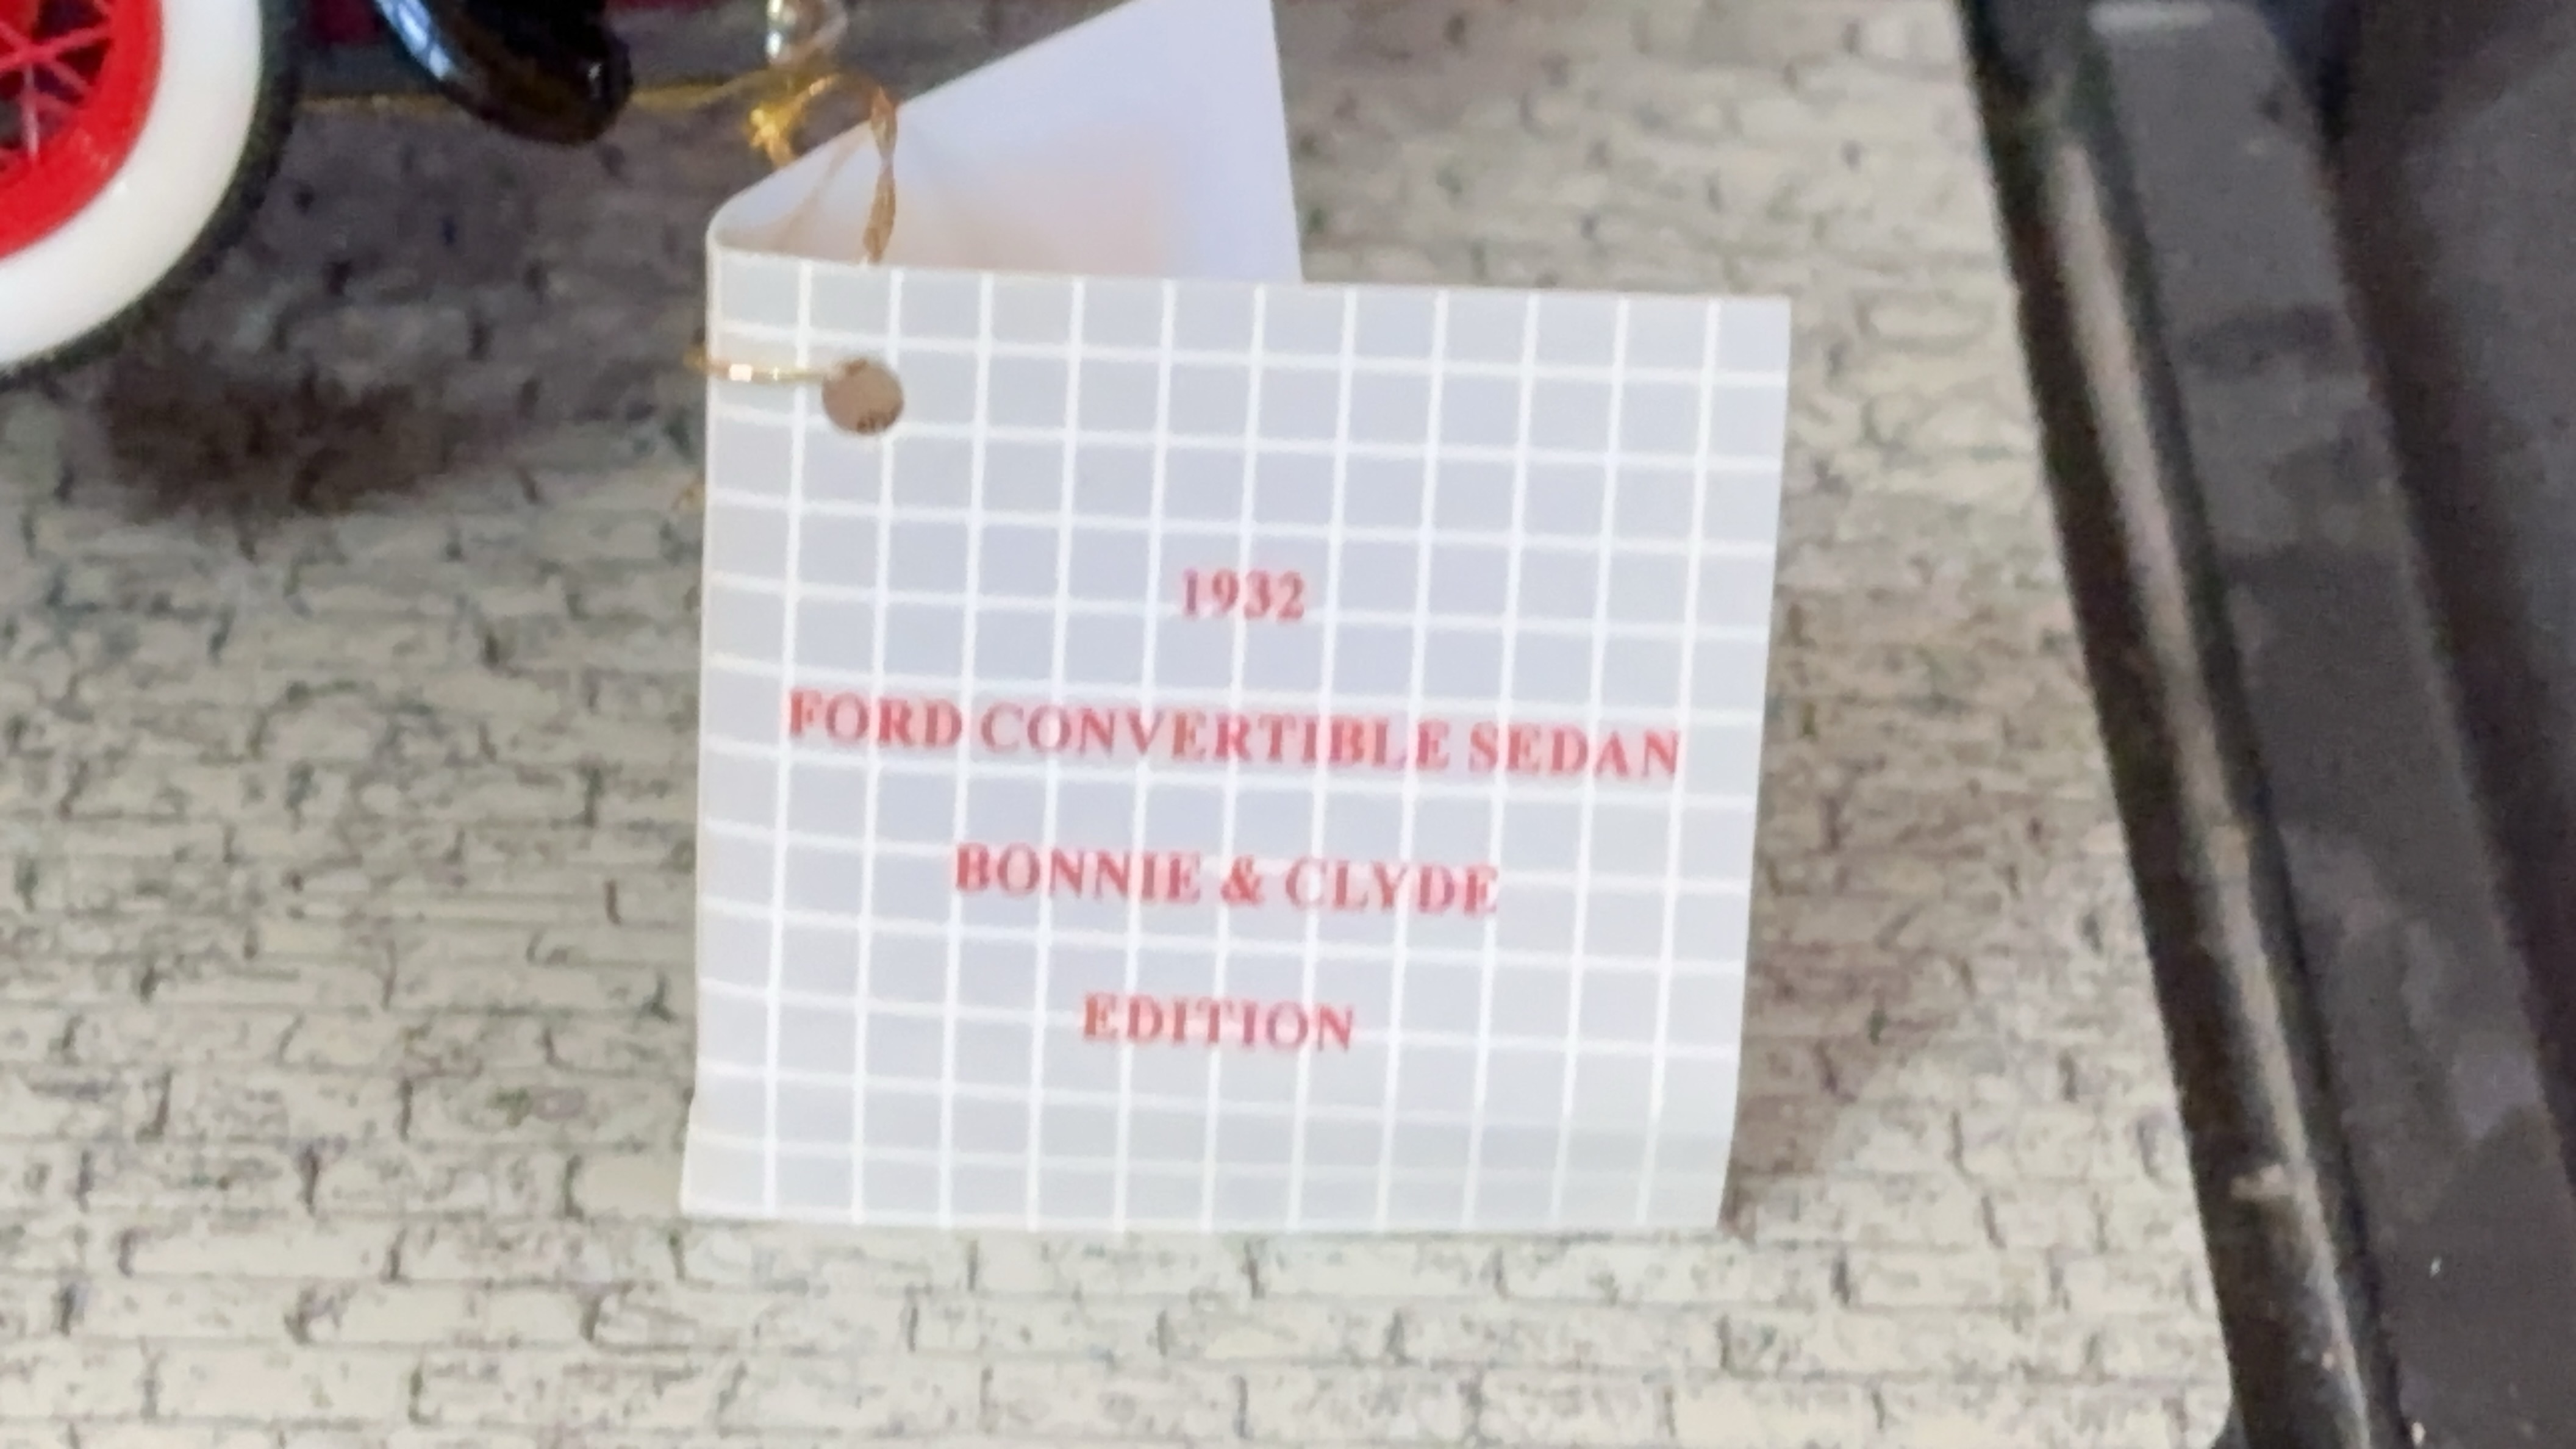 1932
FORD CONVERTIBLE SEDAN
BONNIE & CLYDE
EDITION